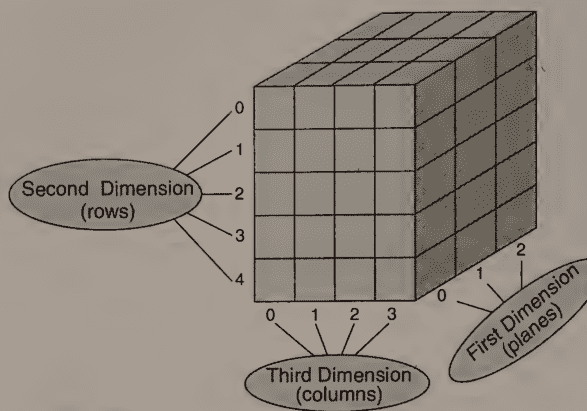 0
1
2
3
4
Second Dimension
(rows)
0 1 2 3
Third Dimension
(columns)
0
1
2
First Dimension
(planes)